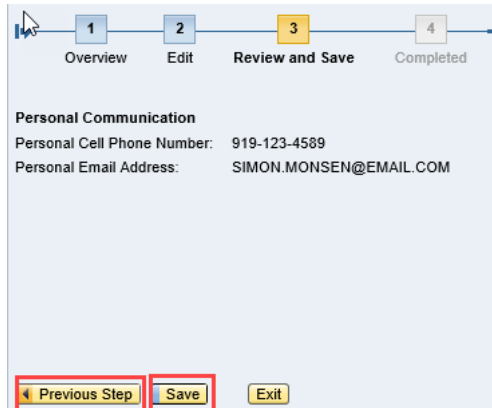 1 2 3 4
Overview Edit Review and Save Completed
Personal Communication
Personal Cell Phone Number: 919-123-4589
Personal Email Address: SIMON.MONSEN@EMAIL.COM
Previous Step Save Exit